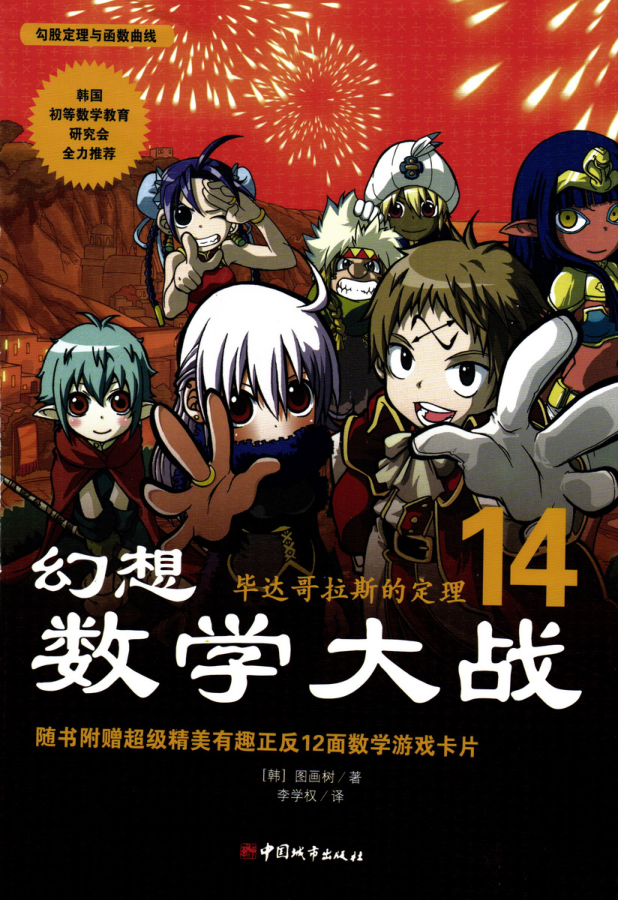 勾股定理与函数曲线
韩国
初等数学教育
研究会
全力推荐
幻想
毕达哥拉斯的定理
14
数学大战
随书附赠超级精美有趣正反12面数学游戏卡片
［韩］图画树／著
李学权／译
中国城市出版社